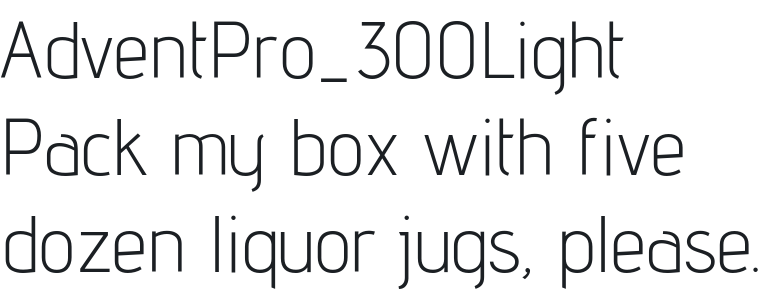 AdventPro_300Light
Pack my box with five
dozen liquor jugs, please.